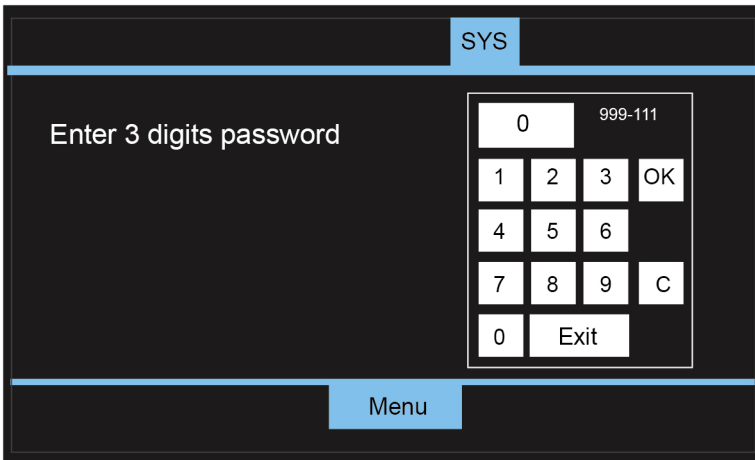 SYS
Enter 3 digits password
0 999-111
1 2 3 OK
4 5 6
7 8 9 C
0 Exit
Menu